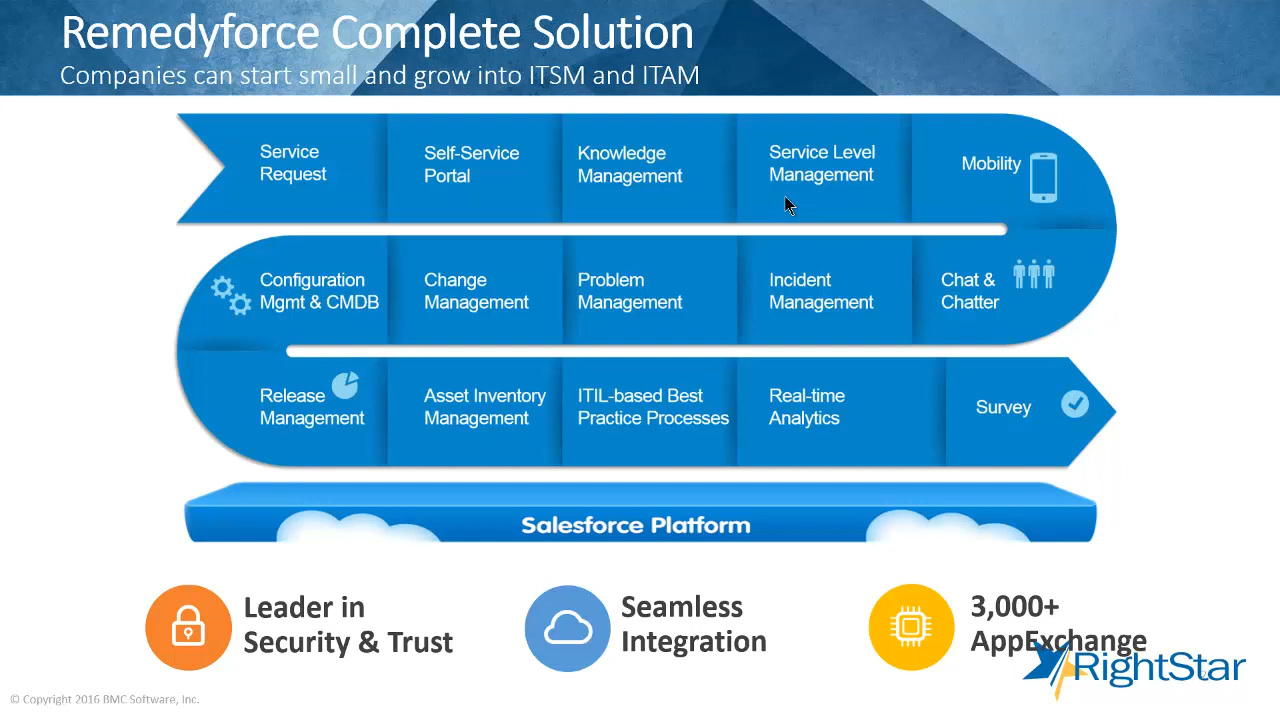 Remedyforce Complete Solution
Companies can start small and grow into ITSM and ITAM
Service
Request
Self-Service
Portal
Knowledge
Management
Service Level
Management
Mobility
Configuration
Mgmt & CMDB
Change
Management
Problem
Management
Incident
Management
Chat &
Chatter
Release
Management
Asset Inventory
Management
ITIL-based Best
Practice Processes
Real-time
Analytics
Survey
Salesforce Platform
Leader in
Security & Trust
Seamless
Integration
3,000+
AppExchange
RightStar
© Copyright 2016 BMC Software, Inc.